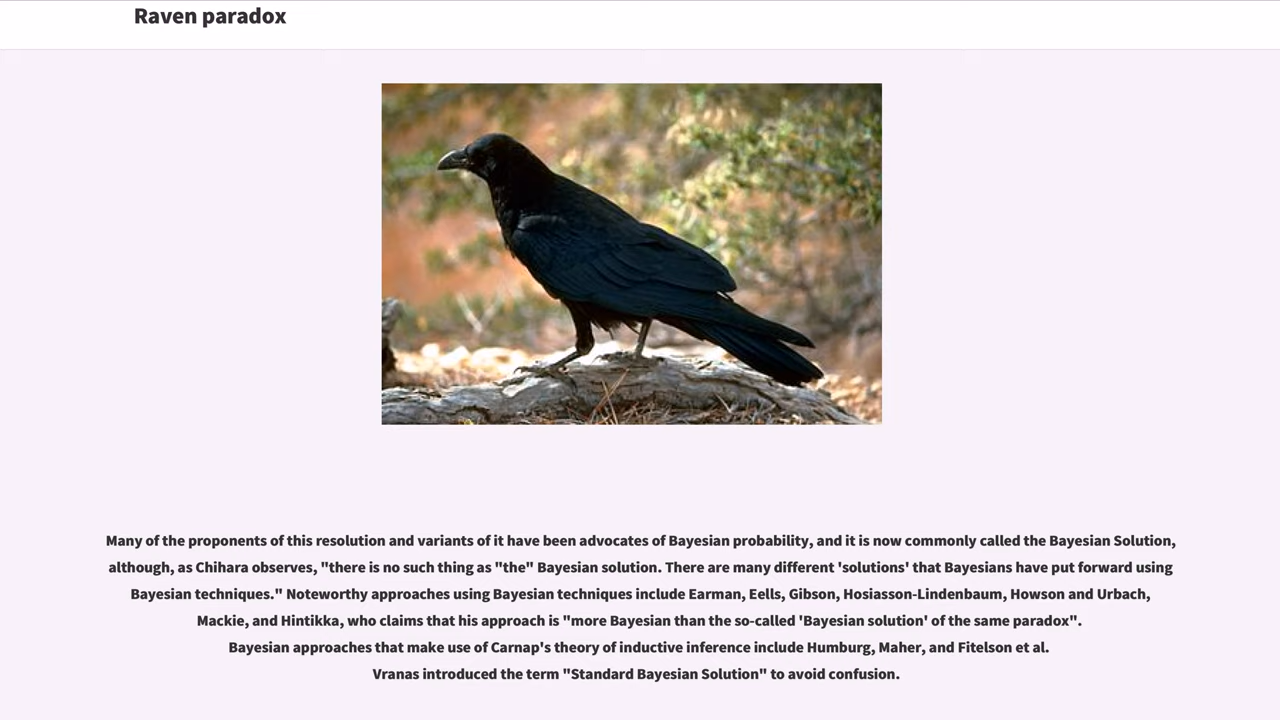 Raven paradox
Many of the proponents of this resolution and variants of it have been advocates of Bayesian probability, and it is now commonly called the Bayesian Solution,
although, as Chihara observes, "there is no such thing as "the" Bayesian solution. There are many different 'solutions' that Bayesians have put forward using
Bayesian techniques." Noteworthy approaches using Bayesian techniques include Earman, Eells, Gibson, Hosiasson-Lindenbaum, Howson and Urbach,
Mackie, and Hintikka, who claims that his approach is "more Bayesian than the so-called 'Bayesian solution' of the same paradox".
Bayesian approaches that make use of Carnap's theory of inductive inference include Humburg, Maher, and Fitelson et al.
Vranas introduced the term "Standard Bayesian Solution" to avoid confusion.